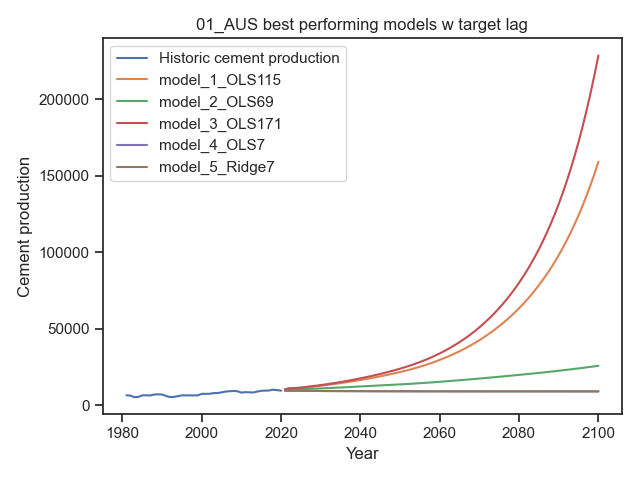 01_AUS best performing models w target lag
Historic cement production
model_1_OLS115
model_2_OLS69
model_3_OLS171
model_4_OLS7
model_5_Ridge7
Cement production
200000
150000
100000
50000
0
1980 2000 2020 2040 2060 2080 2100
Year